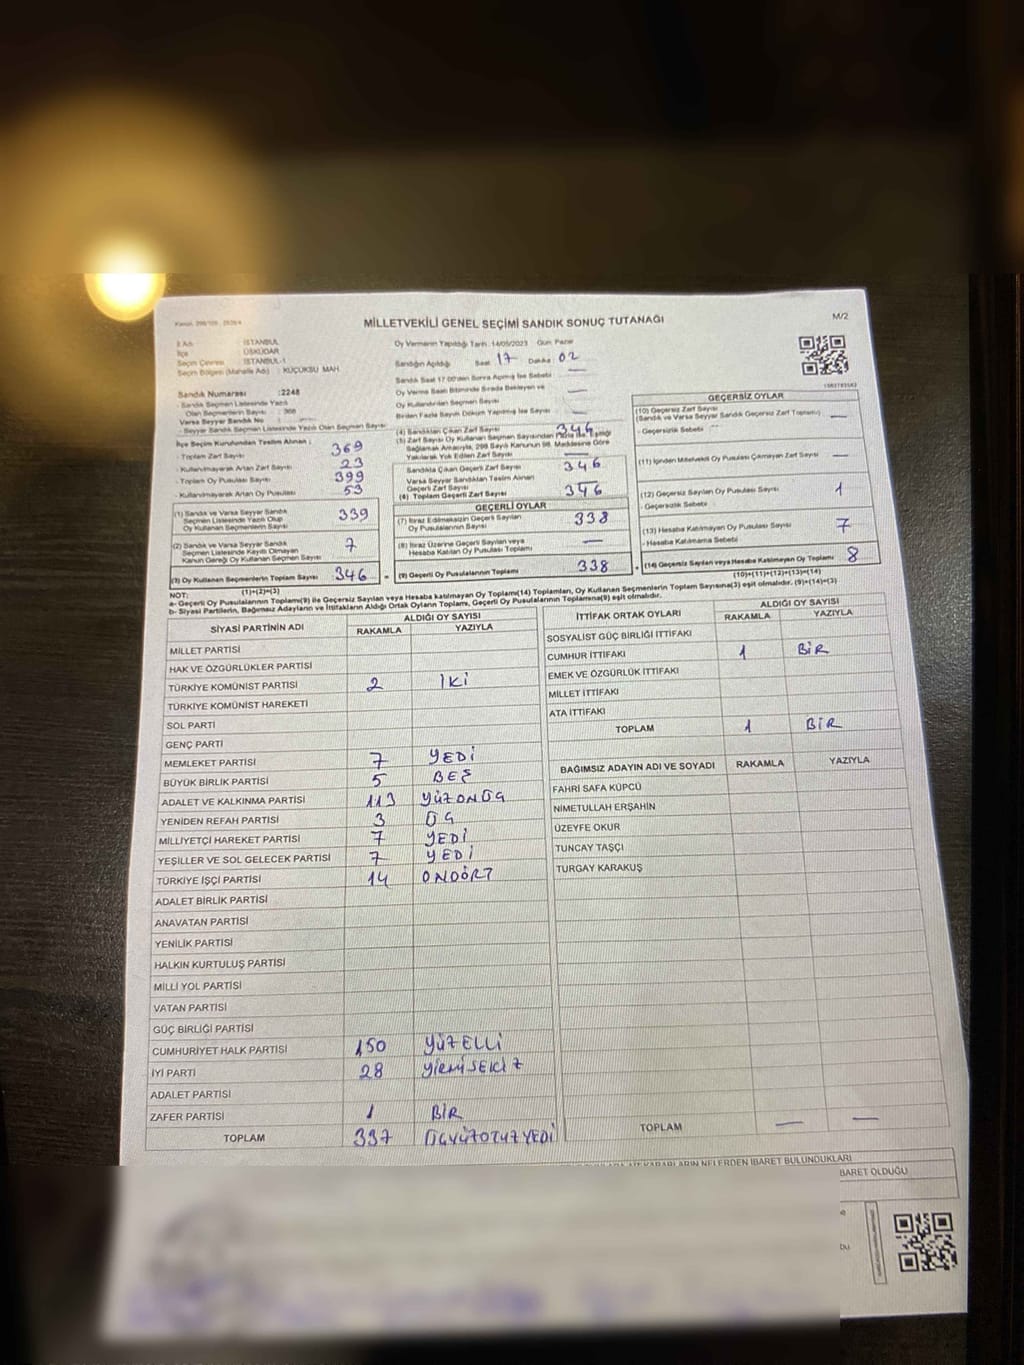 MİLLETVEKİLİ GENEL SEÇİMİ SANDIK SONUÇ TUTANAĞI
M/2
İl Adı : İSTANBUL
İlçe : ÜSKÜDAR
Seçim Çevresi : İSTANBUL-1
Seçim Bölgesi (Mahalle Adı) : KÜÇÜKSU MAH.
Sandık Numarası :2248
- Sandık Seçmen Listesinde Yazılı
Olan Seçmenlerin Sayısı :
Varsa Seyyar Sandık No
- Seyyar Sandık Seçmen Listesinde Yazılı Olan Seçmen Sayısı
İlçe Seçim Kurulundan Teslim Alınan ;
- Toplam Zarf Sayısı 369
- Kullanılmayarak Artan Zarf Sayısı 23
- Toplam Oy Pusulası Sayısı 399
- Kullanılmayarak Artan Oy Pusulası 53
(1) Sandık ve Varsa Seyyar Sandık
Seçmen Listesinde Yazılı Olup
Oy Kullanan Seçmenlerin Sayısı 339
(2) Sandık ve Varsa Seyyar Sandık
Seçmen Listesinde Kayıtlı Olmayan
Kanun Gereği Oy Kullanan Seçmen Sayısı 7
(3) Oy Kullanan Seçmenlerin Toplam Sayısı 346
(1)+(2)=(3)
Oy Vermenin Yapıldığı Tarih :14/05/2023 Gün: Pazar
Sandığın Açıldığı Saat 17 Dakika 02
Sandık Saat 17:00'den Sonra Açılmış İse Sebebi —
Oy Verme Saati Bitiminde Sırada Bekleyen ve
Oy Kullandırılan Seçmen Sayısı —
Birden Fazla Sayım Döküm Yapılmış İse Sayısı —
(4) Sandıktan Çıkan Zarf Sayısı 346
(5) Zarf Sayısı Oy Kullanan Seçmen Sayısından Fazla ise, Eşitliği
Sağlamak Amacıyla, 298 Sayılı Kanunun 98. Maddesine Göre
Yakılarak Yok Edilen Zarf Sayısı —
Sandıkta Çıkan Geçerli Zarf Sayısı 346
Varsa Seyyar Sandıktan Teslim Alınan
Geçerli Zarf Sayısı —
(6) Toplam Geçerli Zarf Sayısı 346
GEÇERLİ OYLAR
(7) İtiraz Edilmeksizin Geçerli Sayılan
Oy Pusulalarının Sayısı 338
(8) İtiraz Üzerine Geçerli Sayılan veya
Hesaba Katılan Oy Pusulası Toplamı —
(9) Geçerli Oy Pusulalarının Toplamı 338
GEÇERSİZ OYLAR
(10) Geçersiz Zarf Sayısı
(Sandık ve Varsa Seyyar Sandık Geçersiz Zarf Toplamı) —
- Geçersizlik Sebebi
(11) İçinden Milletvekili Oy Pusulası Çıkmayan Zarf Sayısı —
(12) Geçersiz Sayılan Oy Pusulası Sayısı 1
- Geçersizlik Sebebi
(13) Hesaba Katılmayan Oy Pusulası Sayısı 7
- Hesaba Katılmama Sebebi
(14) Geçersiz Sayılan veya Hesaba Katılmayan Oy Toplamı 8
(10)+(11)+(12)+(13)=(14)
NOT:
a- Geçerli Oy Pusulalarının Toplamı(9) ile Geçersiz Sayılan veya Hesaba katılmayan Oy Toplamı(14) Toplamları, Oy Kullanan Seçmenlerin Toplam Sayısına(3) eşit olmalıdır. (9)+(14)=(3)
b- Siyasi Partilerin, Bağımsız Adayların ve İttifakların Aldığı Ortak Oyların Toplamı, Geçerli Oy Pusulalarının Toplamına(9) eşit olmalıdır.
SİYASİ PARTİNİN ADI ALDIĞI OY SAYISI
RAKAMLA YAZIYLA
MİLLET PARTİSİ
HAK VE ÖZGÜRLÜKLER PARTİSİ
TÜRKİYE KOMÜNİST PARTİSİ 2 İKİ
TÜRKİYE KOMÜNİST HAREKETİ
SOL PARTİ
GENÇ PARTİ
MEMLEKET PARTİSİ 7 YEDİ
BÜYÜK BİRLİK PARTİSİ 5 BEŞ
ADALET VE KALKINMA PARTİSİ 113 YÜZONÜÇ
YENİDEN REFAH PARTİSİ 3 ÜÇ
MİLLİYETÇİ HAREKET PARTİSİ 7 YEDİ
YEŞİLLER VE SOL GELECEK PARTİSİ 7 YEDİ
TÜRKİYE İŞÇİ PARTİSİ 14 ONDÖRT
ADALET BİRLİK PARTİSİ
ANAVATAN PARTİSİ
YENİLİK PARTİSİ
HALKIN KURTULUŞ PARTİSİ
MİLLİ YOL PARTİSİ
VATAN PARTİSİ
GÜÇ BİRLİĞİ PARTİSİ
CUMHURİYET HALK PARTİSİ 150 YÜZELLİ
İYİ PARTİ 28 YİRMİSEKİZ
ADALET PARTİSİ
ZAFER PARTİSİ 1 BİR
TOPLAM 337 ÜÇYÜZOTUZYEDİ
İTTİFAK ORTAK OYLARI ALDIĞI OY SAYISI
RAKAMLA YAZIYLA
SOSYALİST GÜÇ BİRLİĞİ İTTİFAKI
CUMHUR İTTİFAKI 1 BİR
EMEK VE ÖZGÜRLÜK İTTİFAKI
MİLLET İTTİFAKI
ATA İTTİFAKI
TOPLAM 1 BİR
BAĞIMSIZ ADAYIN ADI VE SOYADI RAKAMLA YAZIYLA
FAHRİ SAFA KÜPCÜ
NİMETULLAH ERŞAHİN
ÜZEYFE OKUR
TUNCAY TAŞÇI
TURGAY KARAKUŞ
TOPLAM — —
KARARLARIN NELERDEN İBARET BULUNDUKLARI
BARET OLDUĞU